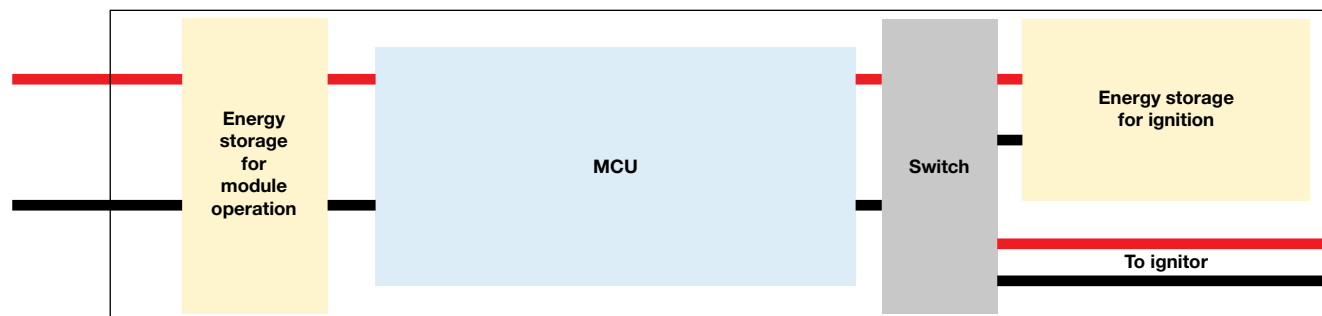 Energy
storage
for
module
operation
MCU
Switch
Energy storage
for ignition
To ignitor